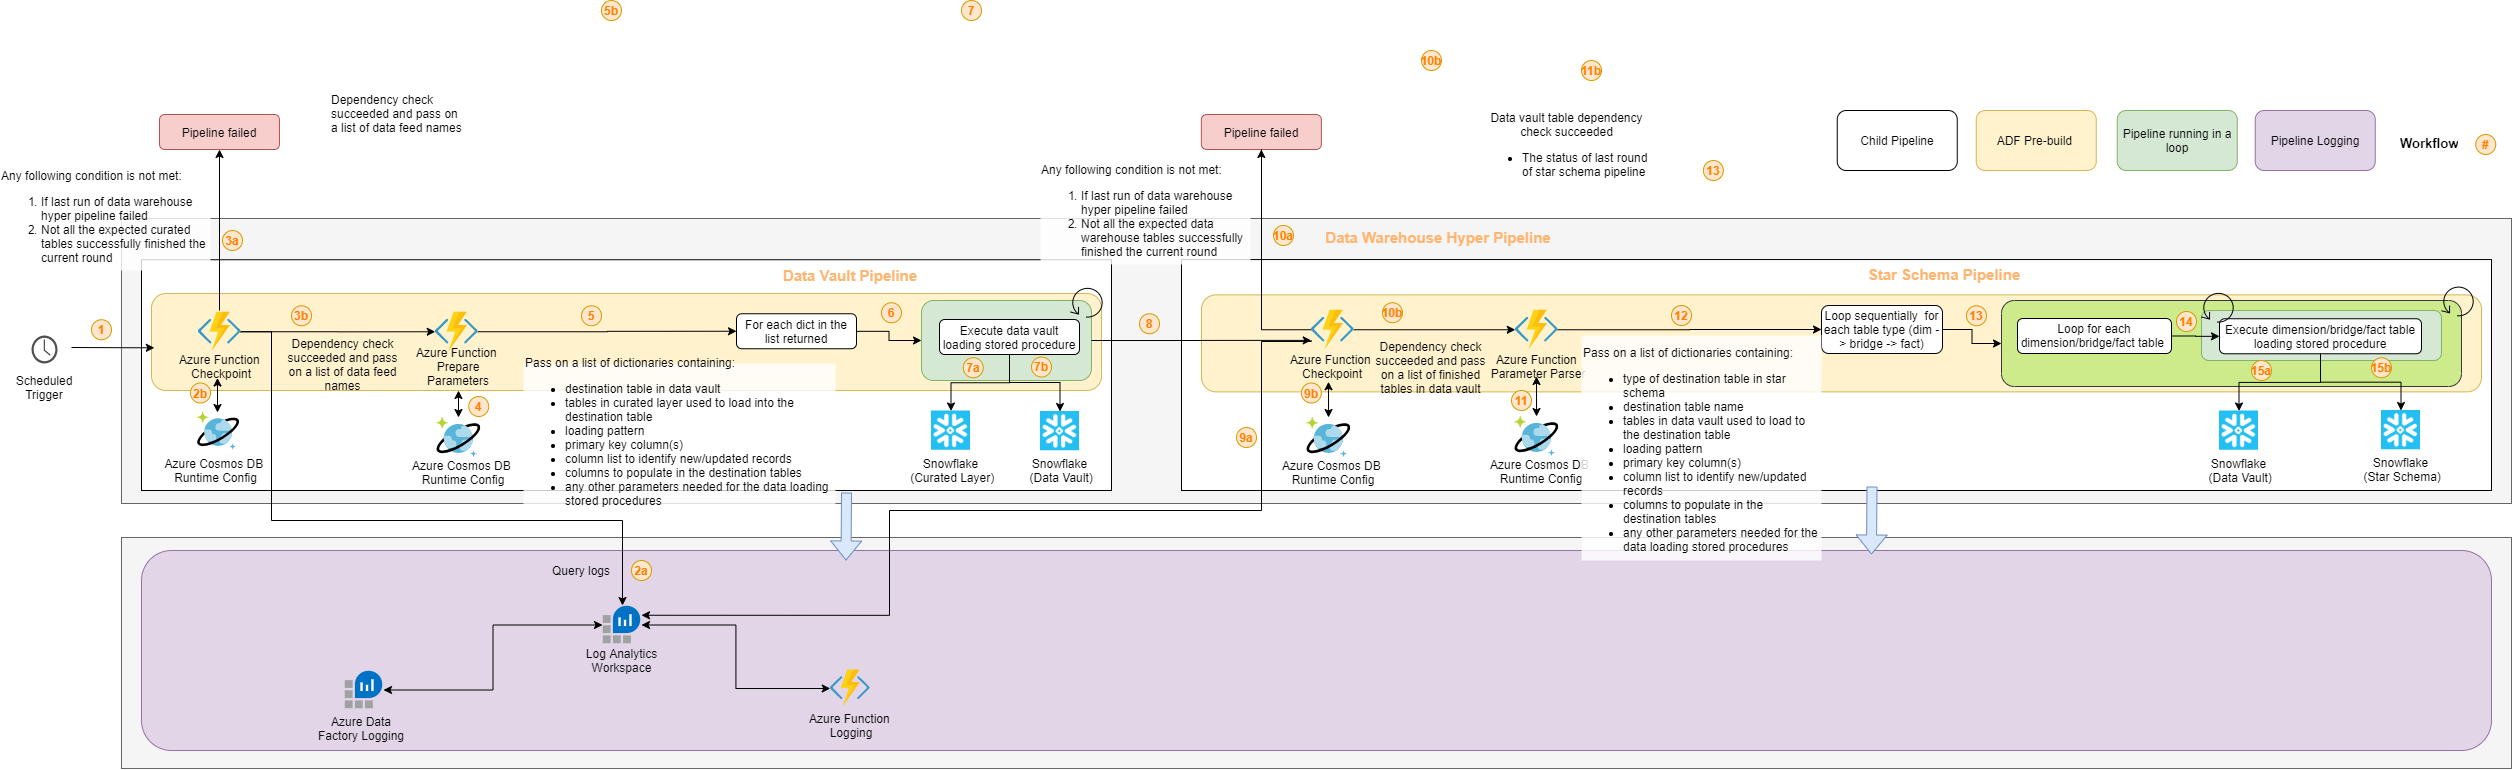 5b
7
10b
11b
Dependency check
succeeded and pass on
a list of data feed names
Pipeline failed
Pipeline failed
Data vault table dependency
check succeeded
• The status of last round
of star schema pipeline
13
Child Pipeline
ADF Pre-build
Pipeline running in a
loop
Pipeline Logging
Workflow
#
Any following condition is not met:
1. If last run of data warehouse
hyper pipeline failed
2. Not all the expected curated
tables successfully finished the
current round
3a
Any following condition is not met:
1. If last run of data warehouse
hyper pipeline failed
2. Not all the expected data
warehouse tables successfully
finished the current round
10a
Data Warehouse Hyper Pipeline
Data Vault Pipeline
Star Schema Pipeline
Scheduled
Trigger
1
Azure Function
Checkpoint
3b
Dependency check
succeeded and pass
on a list of data feed
names
Azure Function
Prepare
Parameters
5
For each dict in the
list returned
6
Execute data vault
loading stored procedure
7a
7b
8
2b
Azure Cosmos DB
Runtime Config
4
Azure Cosmos DB
Runtime Config
Pass on a list of dictionaries containing:
• destination table in data vault
• tables in curated layer used to load into the
destination table
• loading pattern
• primary key column(s)
• column list to identify new/updated records
• columns to populate in the destination tables
• any other parameters needed for the data loading
stored procedures
Snowflake
(Curated Layer)
Snowflake
(Data Vault)
Azure Function
Checkpoint
10b
Dependency check
succeeded and pass
on a list of finished
tables in data vault
Azure Function
Parameter Parser
12
Loop sequentially for
each table type (dim -
> bridge -> fact)
13
Loop for each
dimension/bridge/fact table
14
Execute dimension/bridge/fact table
loading stored procedure
15a
15b
9b
9a
Azure Cosmos DB
Runtime Config
11
Azure Cosmos DB
Runtime Config
Pass on a list of dictionaries containing:
• type of destination table in star
schema
• destination table name
• tables in data vault used to load to
the destination table
• loading pattern
• primary key column(s)
• column list to identify new/updated
records
• columns to populate in the
destination tables
• any other parameters needed for the
data loading stored procedures
Snowflake
(Data Vault)
Snowflake
(Star Schema)
Query logs
2a
Log Analytics
Workspace
Azure Data
Factory Logging
Azure Function
Logging